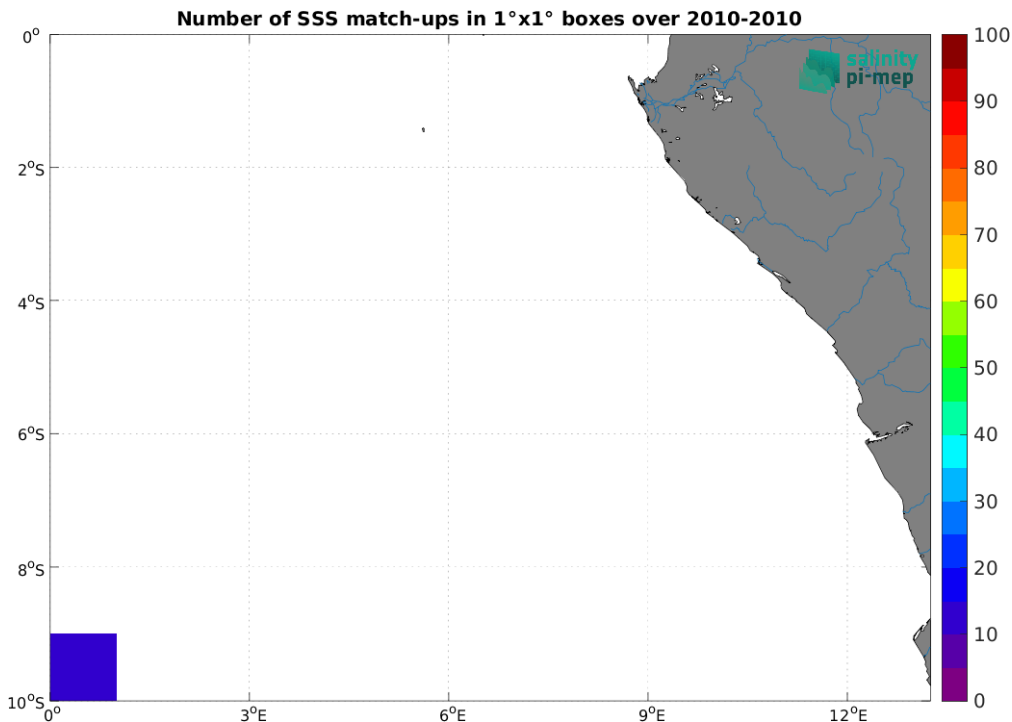 Number of SSS match-ups in 1°x1° boxes over 2010-2010
salinity
pi-mep
0°
2°S
4°S
6°S
8°S
10°S
0°
3°E
6°E
9°E
12°E
100
90
80
70
60
50
40
30
20
10
0